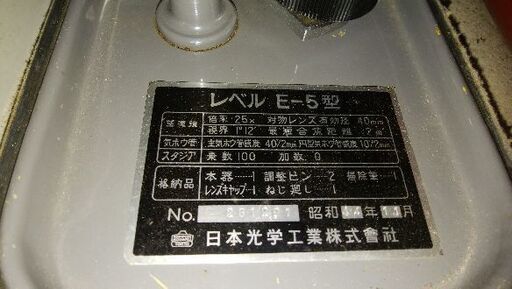 レベル E-5型
望遠鏡 倍率 25× 対物レンズ有効径 40mm
視界 1°12′ 最短合焦距離
気ホウ管 主気ホウ管感度 40″/2mm 円型気ホウ管感度 10′/2mm
スタジア 乗数 100 加数 0
格納品 本器 1 調整ピン 2 掃除筆 1
レンズキャップ 1 ねじ廻し 1
No. 昭和 年 月
日本光学工業株式會社